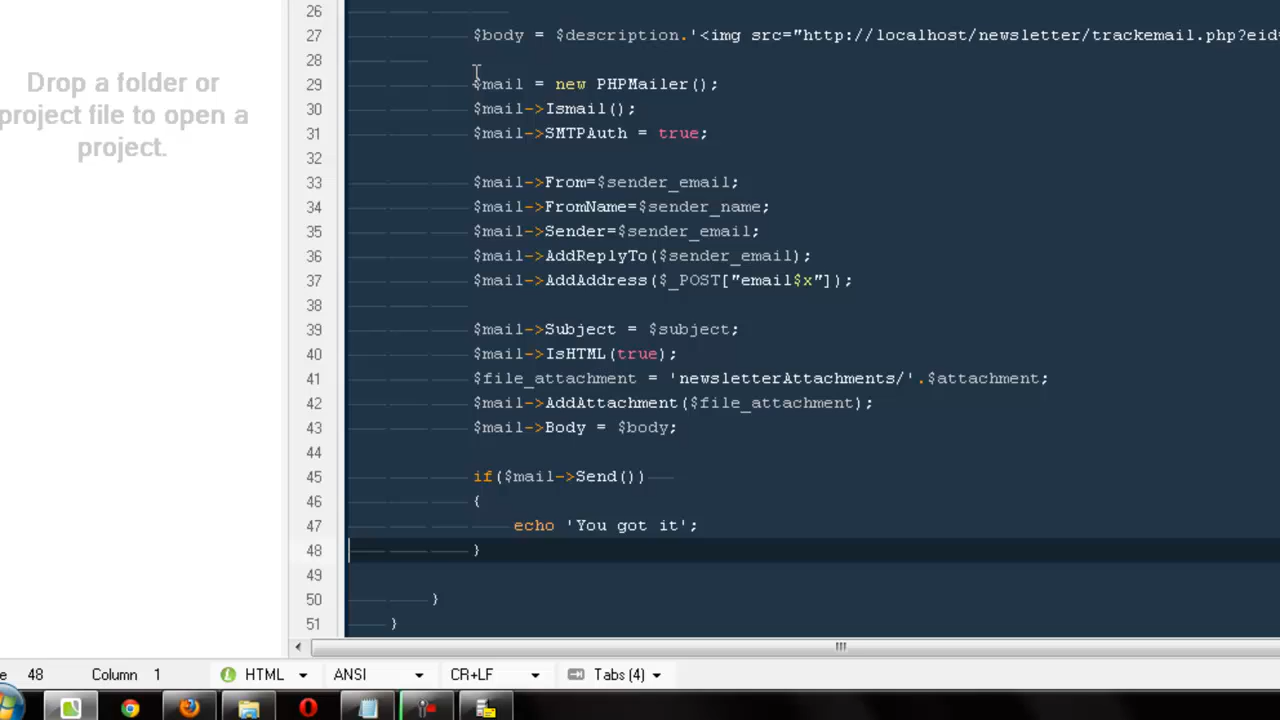 Drop a folder or
project file to open a
project.
26
27 $body = $description.'<img src="http://localhost/newsletter/trackemail.php?eid
28
29 $mail = new PHPMailer();
30 $mail->Ismail();
31 $mail->SMTPAuth = true;
32
33 $mail->From=$sender_email;
34 $mail->FromName=$sender_name;
35 $mail->Sender=$sender_email;
36 $mail->AddReplyTo($sender_email);
37 $mail->AddAddress($_POST["email$x"]);
38
39 $mail->Subject = $subject;
40 $mail->IsHTML(true);
41 $file_attachment = 'newsletterAttachments/'.$attachment;
42 $mail->AddAttachment($file_attachment);
43 $mail->Body = $body;
44
45 if($mail->Send())
46 {
47 echo 'You got it';
48 }
49
50 }
51 }
e 48 Column 1 HTML ANSI CR+LF Tabs (4)